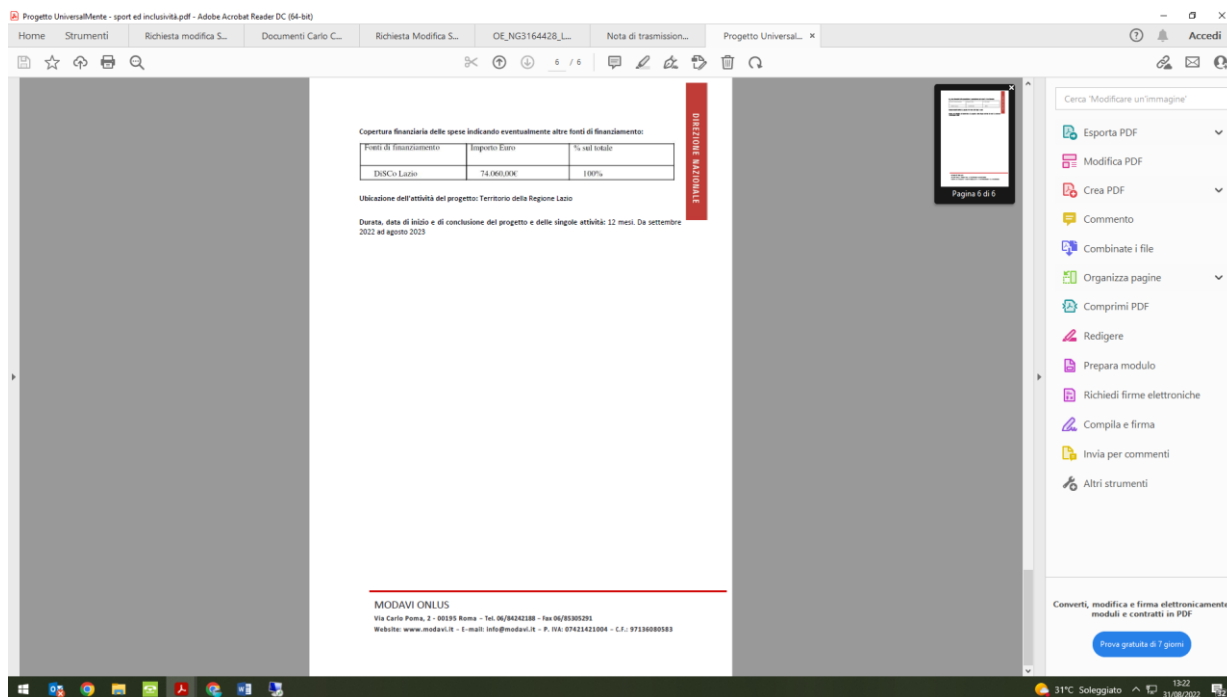 Progetto UniversalMente - sport ed inclusività.pdf - Adobe Acrobat Reader DC (64-bit)
Home Strumenti Richiesta modifica S... Documenti Carlo C... Richiesta Modifica S... OE_NG3164428_L... Nota di trasmission... Progetto Universal... × Accedi
6 / 6
Cerca 'Modificare un'immagine'
Esporta PDF
Modifica PDF
Crea PDF
Commento
Combinate i file
Organizza pagine
Comprimi PDF
Redigere
Prepara modulo
Richiedi firme elettroniche
Compila e firma
Invia per commenti
Altri strumenti
Pagina 6 di 6
DIREZIONE NAZIONALE
Copertura finanziaria delle spese indicando eventualmente altre fonti di finanziamento:
Fonti di finanziamento Importo Euro % sul totale
DiSCo Lazio 74.060,00€ 100%
Ubicazione dell'attività del progetto: Territorio della Regione Lazio
Durata, data di inizio e di conclusione del progetto e delle singole attività: 12 mesi. Da settembre
2022 ad agosto 2023
MODAVI ONLUS
Via Carlo Poma, 2 - 00195 Roma - Tel. 06/84242188 - Fax 06/85305291
Website: www.modavi.it - E-mail: info@modavi.it - P. IVA: 07421421004 - C.F.: 97136080583
Converti, modifica e firma elettronicamente
moduli e contratti in PDF
Prova gratuita di 7 giorni
31°C Soleggiato
13:22
31/08/2022